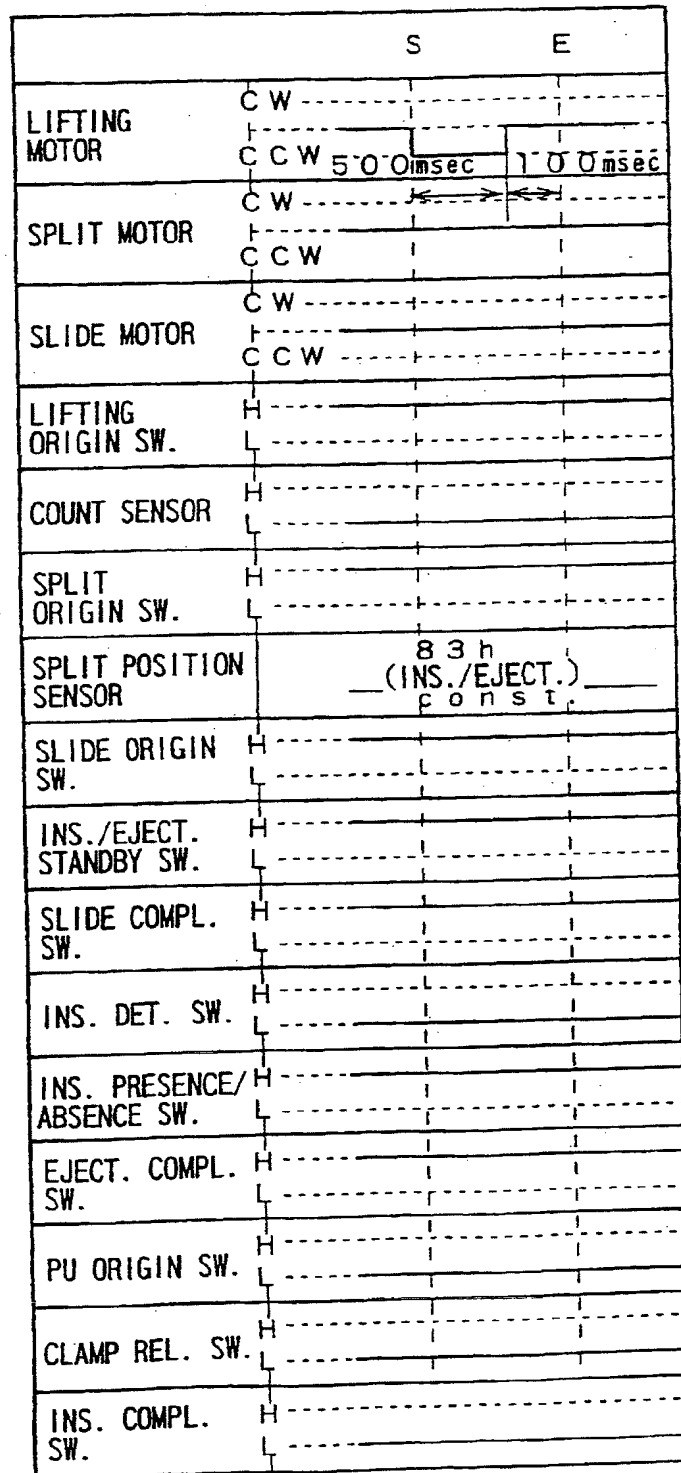 S E
LIFTING
MOTOR
CW
CCW
500msec 100msec
SPLIT MOTOR
CW
CCW
SLIDE MOTOR
CW
CCW
LIFTING
ORIGIN SW.
H
L
COUNT SENSOR
H
L
SPLIT
ORIGIN SW.
H
L
SPLIT POSITION
SENSOR
83h
(INS./EJECT.)
const.
SLIDE ORIGIN
SW.
H
L
INS./EJECT.
STANDBY SW.
H
L
SLIDE COMPL.
SW.
H
L
INS. DET. SW.
H
L
INS. PRESENCE/
ABSENCE SW.
H
L
EJECT. COMPL.
SW.
H
L
PU ORIGIN SW.
H
L
CLAMP REL. SW.
H
L
INS. COMPL.
SW.
H
L